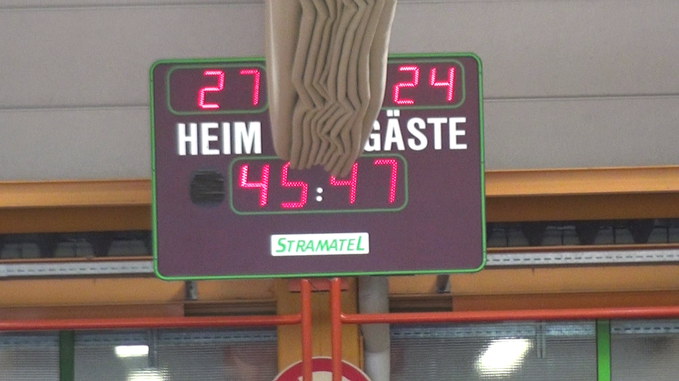 27 24
HEIM GÄSTE
45:47
STRAMATEL